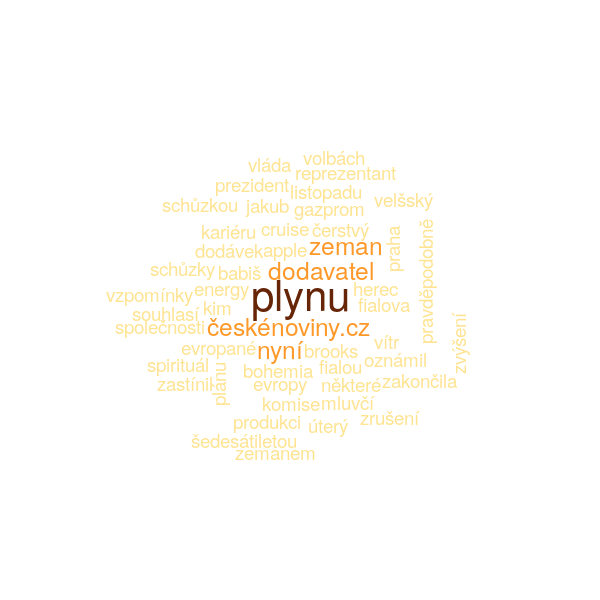 volbách
vláda
reprezentant
prezident
listopadu
velšský
schůzkou
jakub
gazprom
kariéru
cruise
čerstvý
praha
pravděpodobně
dodávek
apple
zeman
schůzky
babiš
dodavatel
vzpomínky
energy
plynu
herec
souhlasí
kim
fialova
společnosti
českénoviny.cz
vítr
zvýšení
evropané
nyní
brooks
oznámil
spirituál
plánu
bohemia
fialou
zastínil
evropy
některé
zakončila
komise
mluvčí
produkci
úterý
zrušení
šedesátiletou
zemanem